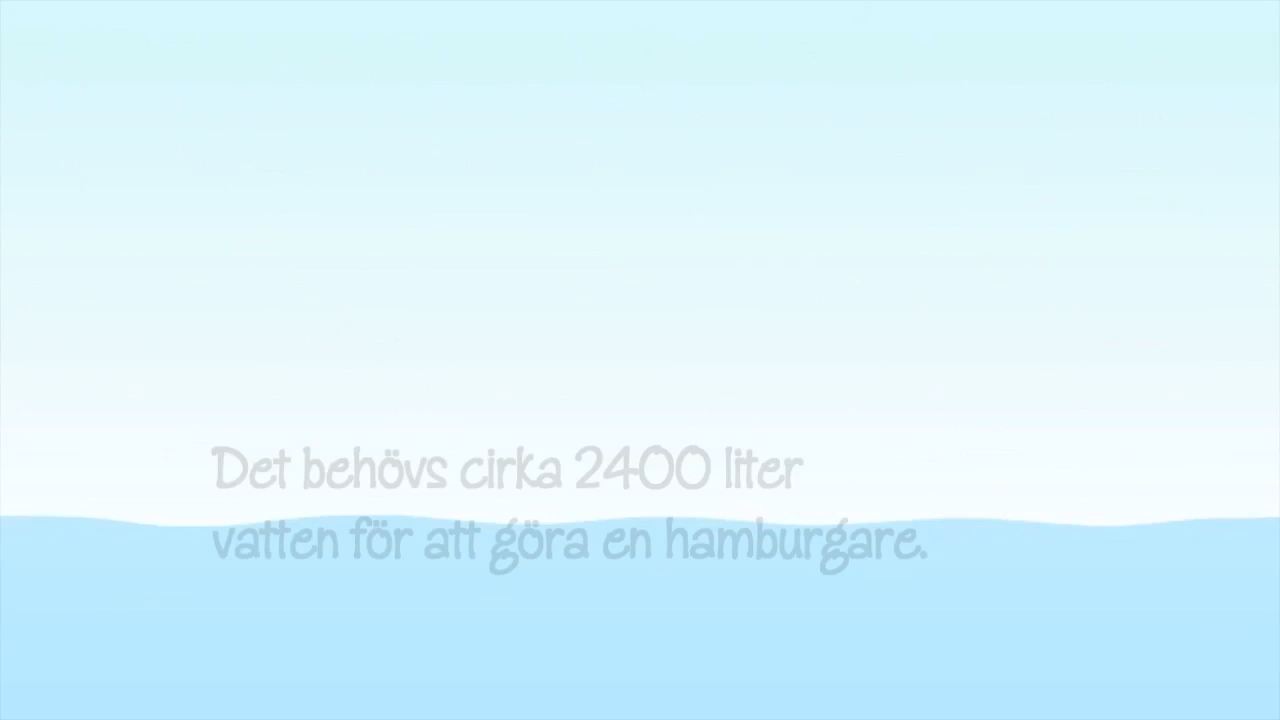 Det behövs cirka 2400 liter
vatten för att göra en hamburgare.